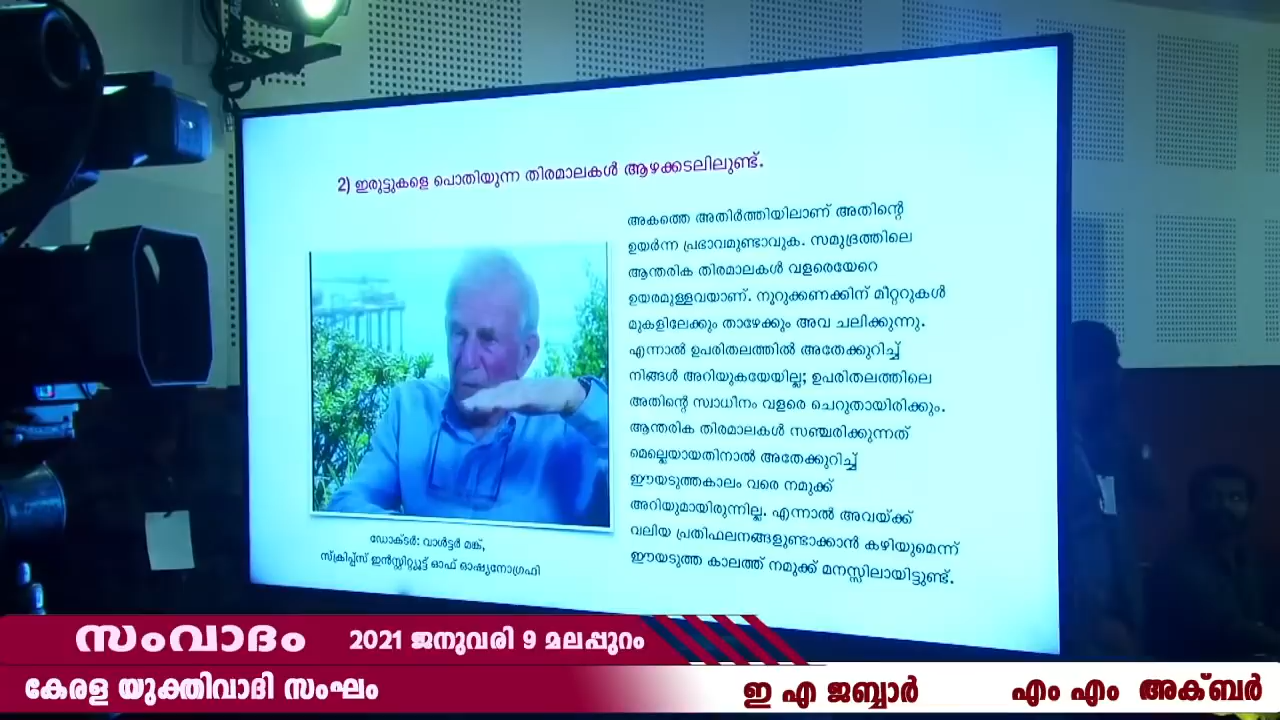 2) ഇരുട്ടുകളെ പൊതിയുന്ന തിരമാലകൾ ആഴക്കടലിലുണ്ട്.
അകത്തെ അതിർത്തിയിലാണ് അതിന്റെ
ഉയർന്ന പ്രഭാവമുണ്ടാവുക. സമുദ്രത്തിലെ
ആന്തരിക തിരമാലകൾ വളരെയേറെ
ഉയരമുള്ളവയാണ്. നൂറുക്കണക്കിന് മീറ്ററുകൾ
മുകളിലേക്കും താഴേക്കും അവ ചലിക്കുന്നു.
എന്നാൽ ഉപരിതലത്തിൽ അതേക്കുറിച്ച്
നിങ്ങൾ അറിയുകയേയില്ല; ഉപരിതലത്തിലെ
അതിന്റെ സ്വാധീനം വളരെ ചെറുതായിരിക്കും.
ആന്തരിക തിരമാലകൾ സഞ്ചരിക്കുന്നത്
മെല്ലെയായതിനാൽ അതേക്കുറിച്ച്
ഈയടുത്തകാലം വരെ നമുക്ക്
അറിയുമായിരുന്നില്ല. എന്നാൽ അവയ്ക്ക്
വലിയ പ്രതിഫലനങ്ങളുണ്ടാക്കാൻ കഴിയുമെന്ന്
ഈയടുത്ത കാലത്ത് നമുക്ക് മനസ്സിലായിട്ടുണ്ട്.
ഡോക്ടർ: വാൾട്ടർ മങ്ക്,
സ്ക്രിപ്പ്സ് ഇൻസ്റ്റിറ്റ്യൂട്ട് ഓഫ് ഓഷ്യനോഗ്രഫി
സംവാദം 2021 ജനുവരി 9 മലപ്പുറം
കേരള യുക്തിവാദി സംഘം ഇ എ ജബ്ബാർ എം എം അക്ബർ